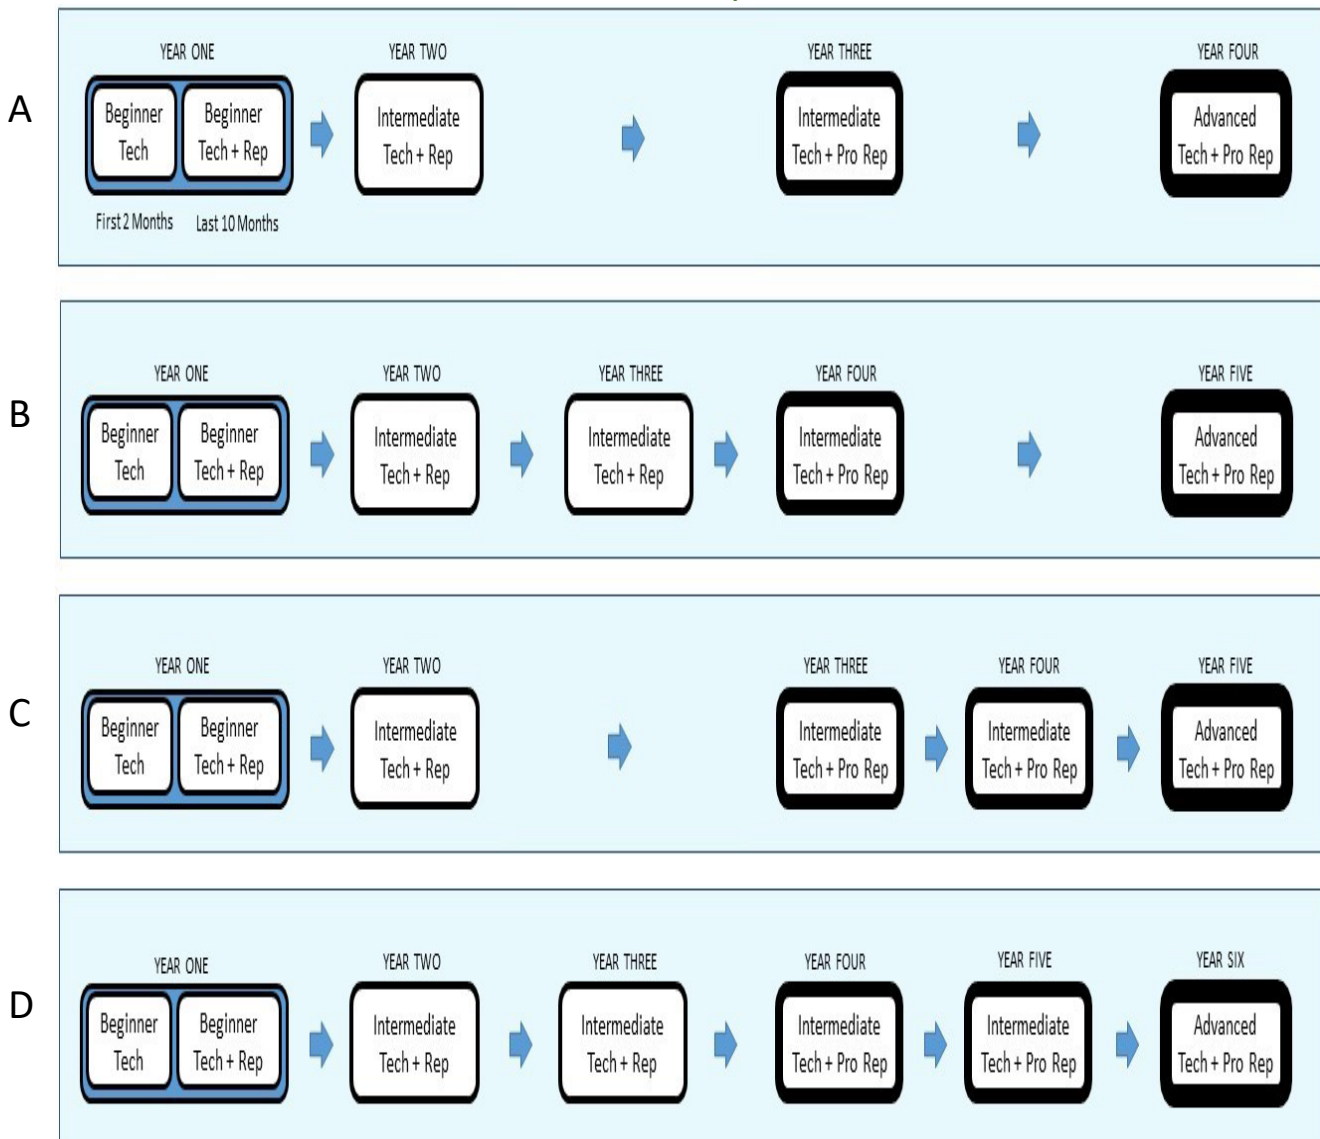 A
YEAR ONE
YEAR TWO
YEAR THREE
YEAR FOUR
Beginner
Tech
Beginner
Tech + Rep
Intermediate
Tech + Rep
Intermediate
Tech + Pro Rep
Advanced
Tech + Pro Rep
First 2 Months
Last 10 Months
B
YEAR ONE
YEAR TWO
YEAR THREE
YEAR FOUR
YEAR FIVE
Beginner
Tech
Beginner
Tech + Rep
Intermediate
Tech + Rep
Intermediate
Tech + Rep
Intermediate
Tech + Pro Rep
Advanced
Tech + Pro Rep
C
YEAR ONE
YEAR TWO
YEAR THREE
YEAR FOUR
YEAR FIVE
Beginner
Tech
Beginner
Tech + Rep
Intermediate
Tech + Rep
Intermediate
Tech + Pro Rep
Intermediate
Tech + Pro Rep
Advanced
Tech + Pro Rep
D
YEAR ONE
YEAR TWO
YEAR THREE
YEAR FOUR
YEAR FIVE
YEAR SIX
Beginner
Tech
Beginner
Tech + Rep
Intermediate
Tech + Rep
Intermediate
Tech + Rep
Intermediate
Tech + Pro Rep
Intermediate
Tech + Pro Rep
Advanced
Tech + Pro Rep